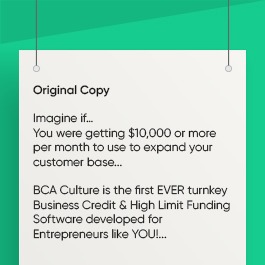 Original Copy
Imagine if...
You were getting $10,000 or more
per month to use to expand your
customer base...
BCA Culture is the first EVER turnkey
Business Credit & High Limit Funding
Software developed for
Entrepreneurs like YOU!...